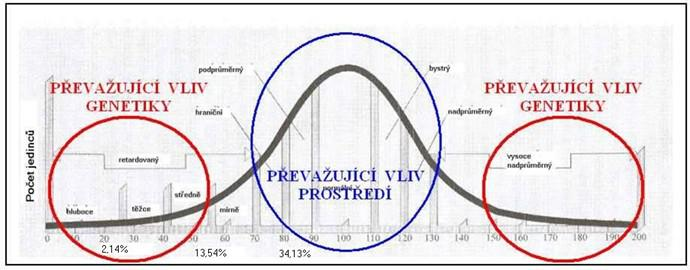 podprůměrný
bystrý
PŘEVAŽUJÍCÍ VLIV
GENETIKY
PŘEVAŽUJÍCÍ VLIV
GENETIKY
hraniční
nadprůměrný
Počet jedinců
retardovaný
vysoce
nadprůměrný
PŘEVAŽUJÍCÍ VLIV
PROSTŘEDÍ
středně
hluboce
těžce
mírně
0 10 20 30 40 50 60 70 80 90 100 110 120 130 140 150 160 170 180 190 200
2.14%
13,54%
34,13%